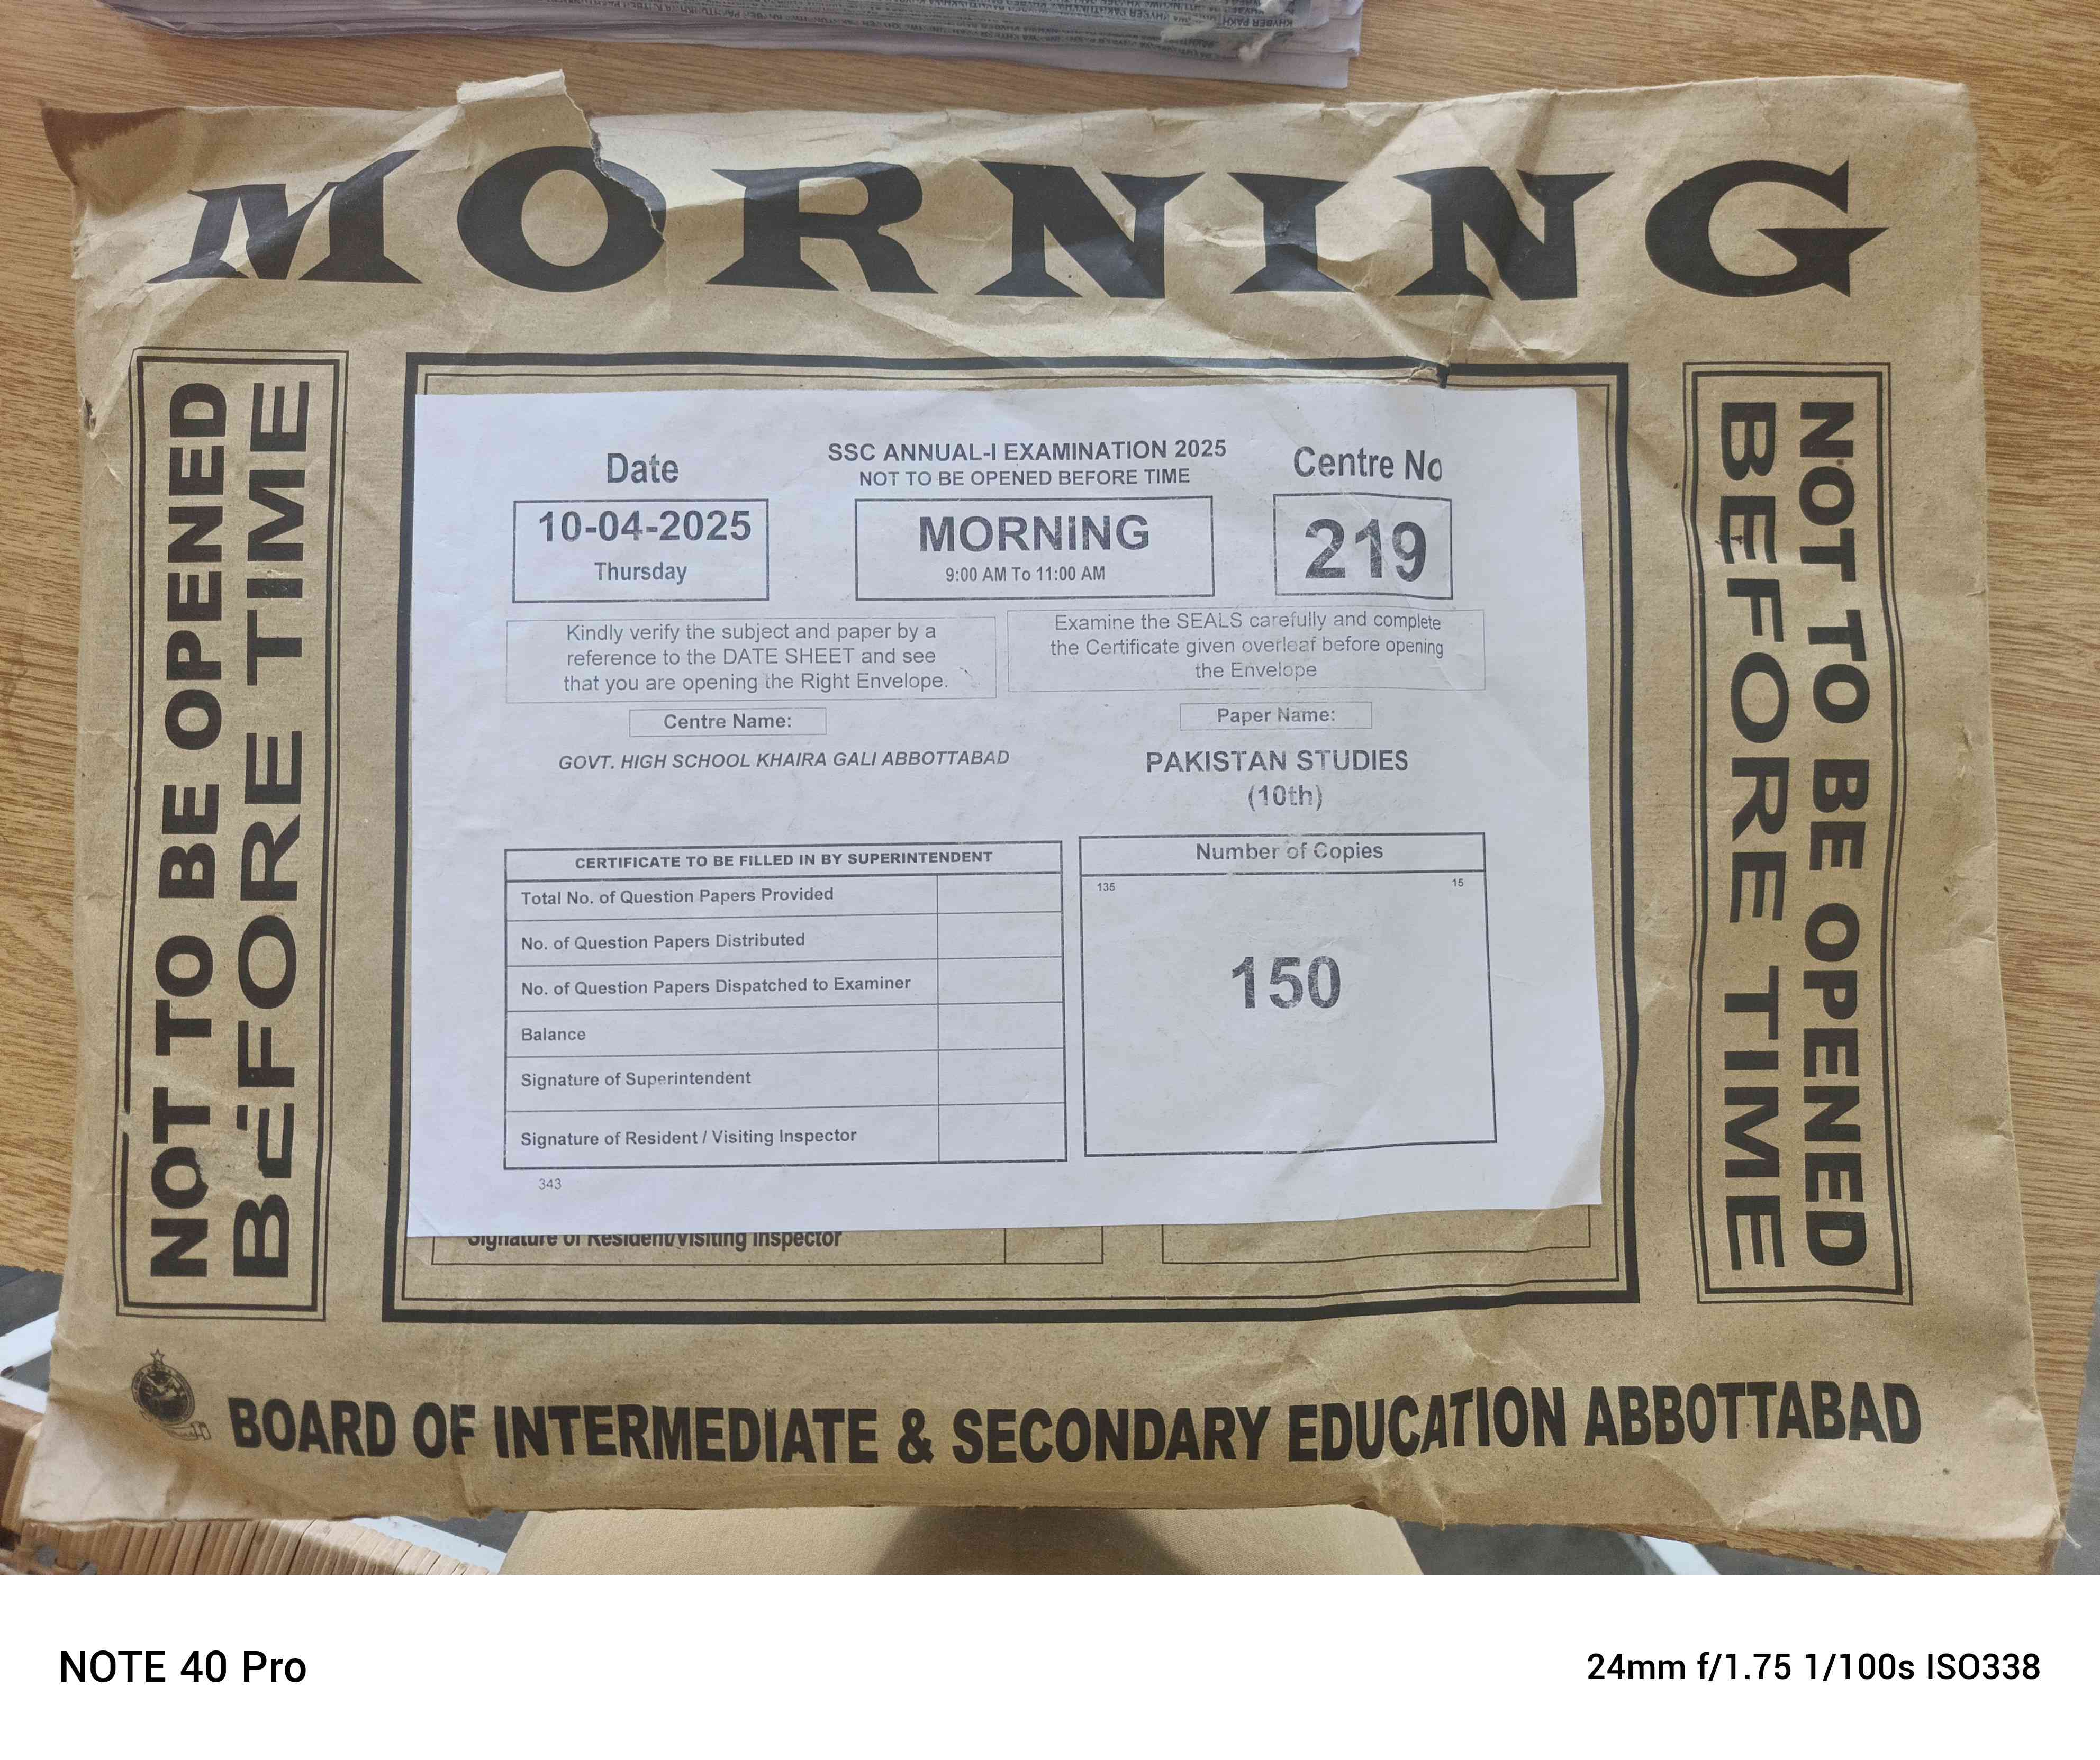 MORNING
NOT TO BE OPENED
BEFORE TIME
Date
10-04-2025
Thursday
SSC ANNUAL-I EXAMINATION 2025
NOT TO BE OPENED BEFORE TIME
MORNING
9:00 AM To 11:00 AM
Centre No
219
Kindly verify the subject and paper by a
reference to the DATE SHEET and see
that you are opening the Right Envelope.
Examine the SEALS carefully and complete
the Certificate given overleaf before opening
the Envelope
Centre Name:
GOVT. HIGH SCHOOL KHAIRA GALI ABBOTTABAD
Paper Name:
PAKISTAN STUDIES
(10th)
CERTIFICATE TO BE FILLED IN BY SUPERINTENDENT
Total No. of Question Papers Provided
No. of Question Papers Distributed
No. of Question Papers Dispatched to Examiner
Balance
Signature of Superintendent
Signature of Resident / Visiting Inspector
343
Number of Copies
135 15
150
Signature of Resident/Visiting Inspector
NOT TO BE OPENED
BEFORE TIME
BOARD OF INTERMEDIATE & SECONDARY EDUCATION ABBOTTABAD
NOTE 40 Pro
24mm f/1.75 1/100s ISO338